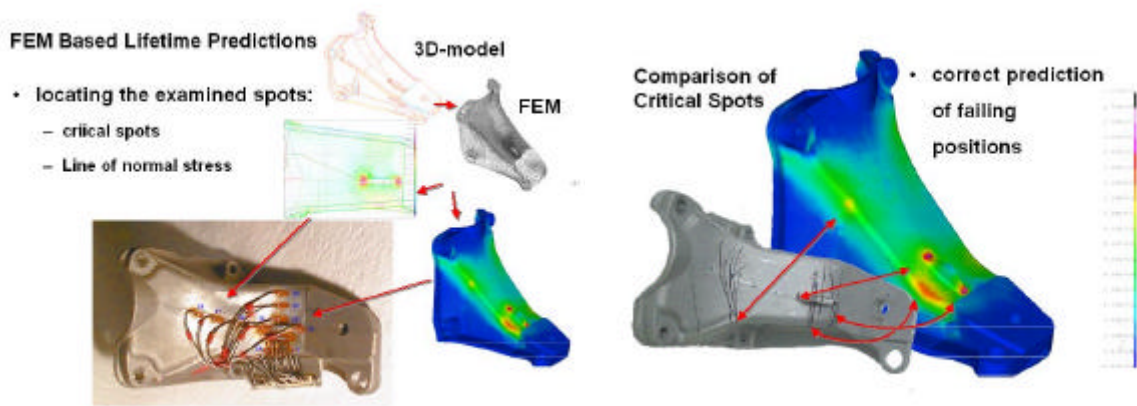 FEM Based Lifetime Predictions
3D-model
• locating the examined spots:
FEM
– criical spots
– Line of normal stress
Comparison of
Critical Spots
• correct prediction
of failing
positions